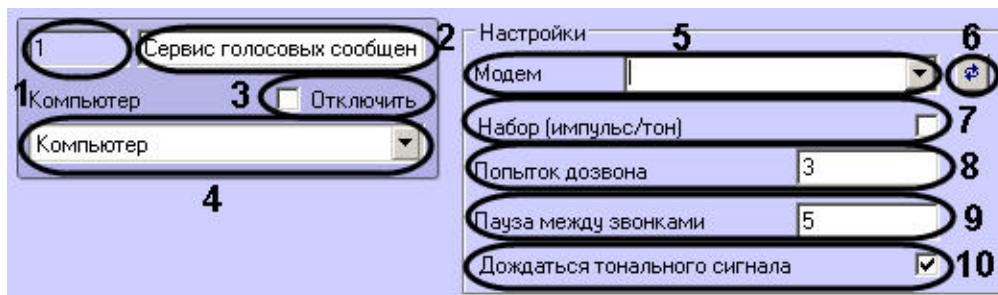 1 Сервис голосовых сообщен 2
1 Компьютер 3 Отключить
Компьютер
4
Настройки 5 6
Модем
Набор (импульс/тон) 7
Попыток дозвона 3 8
Пауза между звонками 5 9
Дождаться тонального сигнала 10